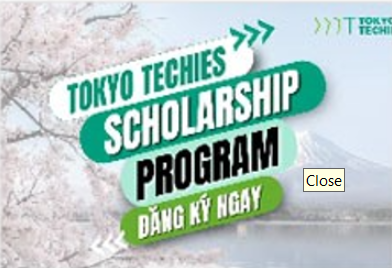 TOKYO
TECHIES
TOKYO TECHIES
SCHOLARSHIP
PROGRAM
Close
ĐĂNG KÝ NGAY